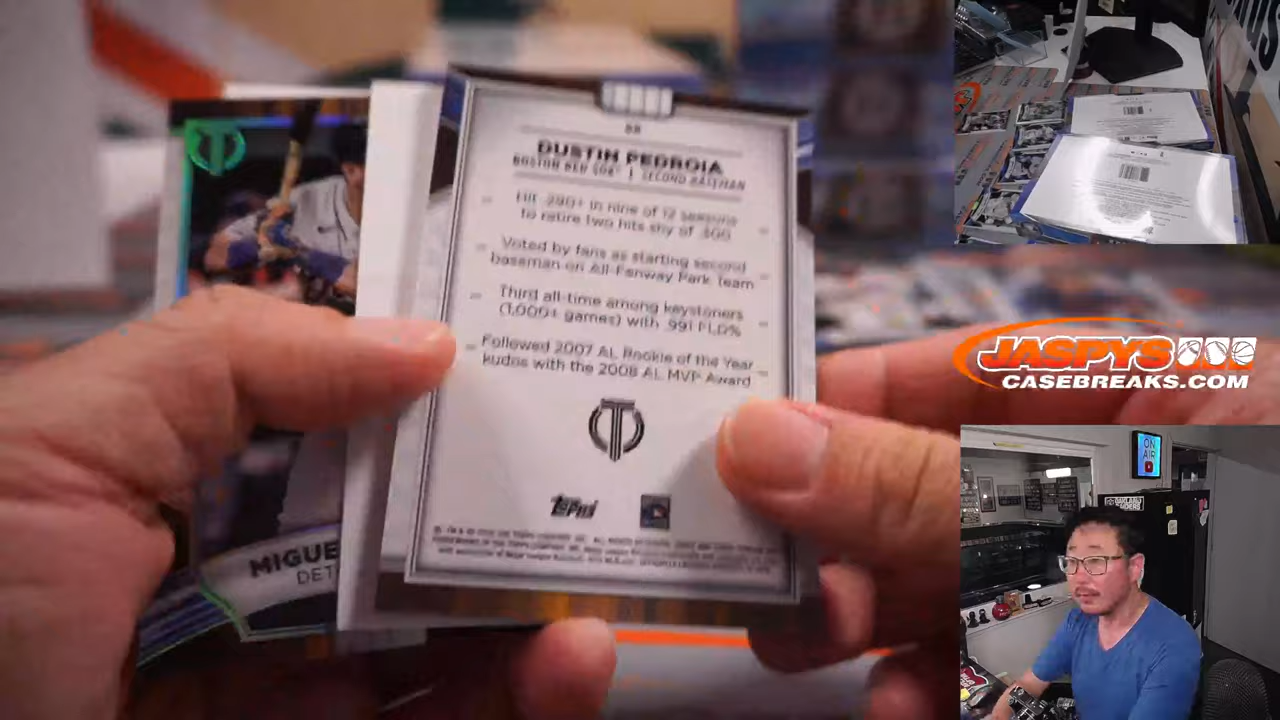 88
DUSTIN PEDROIA
BOSTON RED SOX | SECOND BASEMAN
Hit .290+ in nine of 12 seasons
to retire two hits shy of .300
Voted by fans as starting second
baseman on All-Fenway Park Team
Third all-time among keystoners
(1,000+ games) with .991 FLD%
Followed 2007 AL Rookie of the Year
kudos with the 2008 AL MVP Award
Topps
MIGUE
DET
JASPYS
CASEBREAKS.COM
ON
AIR